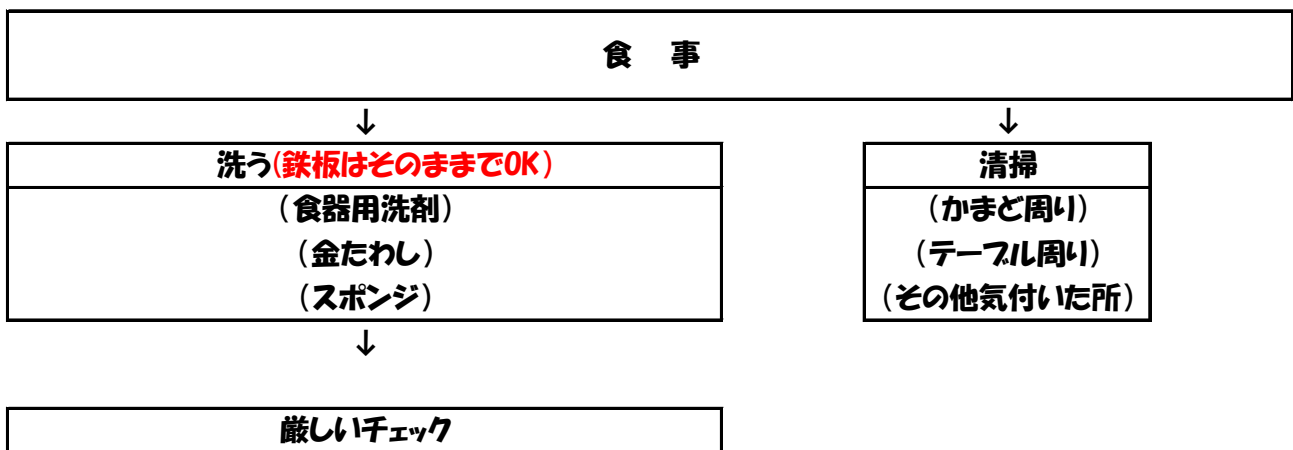 食　事
↓
↓
洗う(鉄板はそのままでOK)
(食器用洗剤)
(金たわし)
(スポンジ)
清掃
(かまど周り)
(テーブル周り)
(その他気付いた所)
↓
厳しいチェック